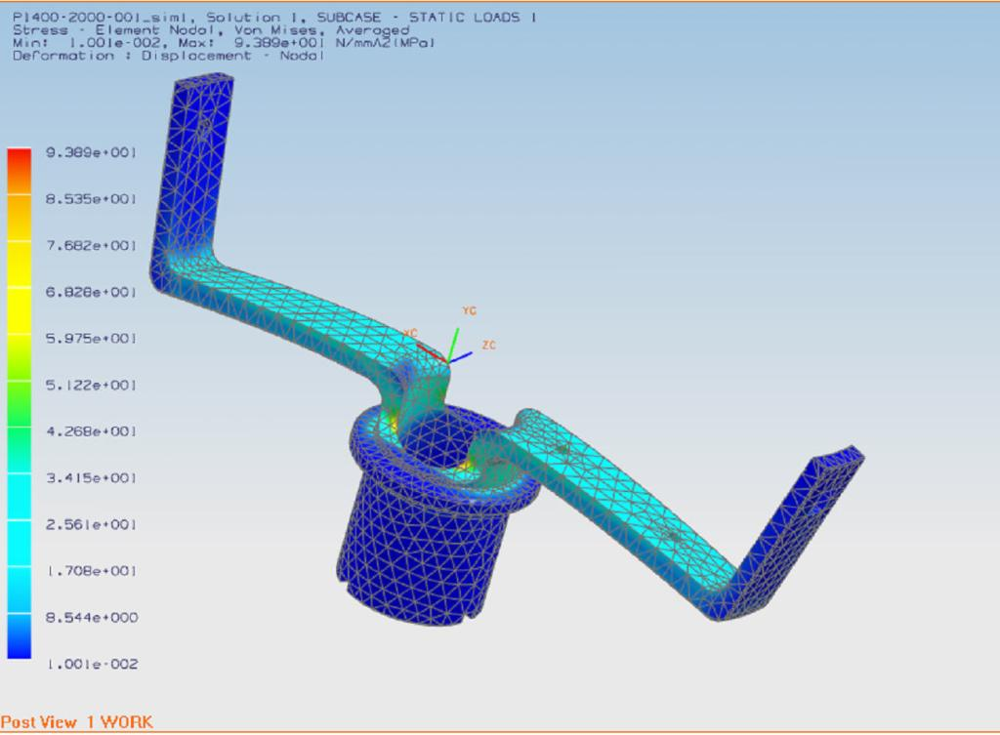 P1400-2000-001_sim1, Solution 1, SUBCASE - STATIC LOADS 1
Stress - Element Nodal, Von Mises, Averaged
Min: 1.001e-002, Max: 9.389e+001 N/mm^2(MPa)
Deformation : Displacement - Nodal
9.389e+001
8.535e+001
7.682e+001
6.828e+001
5.975e+001
5.122e+001
4.268e+001
3.415e+001
2.561e+001
1.708e+001
8.544e+000
1.001e-002
YC
XC
ZC
Post View 1 WORK